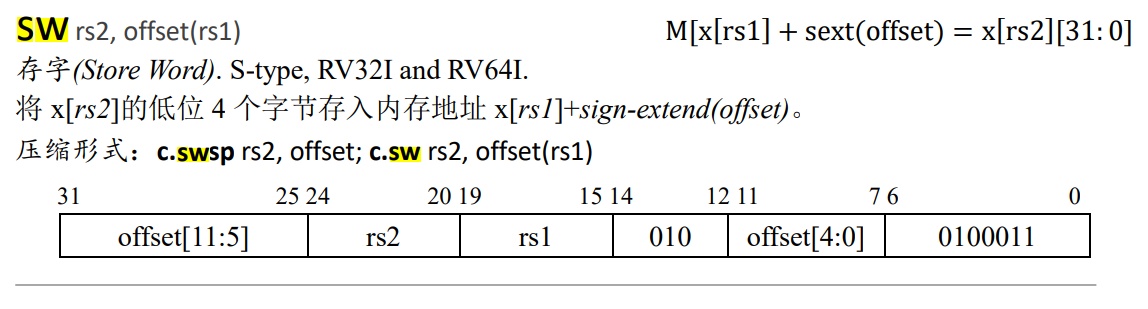 sw rs2, offset(rs1) M[x[rs1] + sext(offset) = x[rs2][31: 0]
存字(Store Word). S-type, RV32I and RV64I.
将 x[rs2]的低位 4 个字节存入内存地址 x[rs1]+sign-extend(offset)。
压缩形式：c.swsp rs2, offset; c.sw rs2, offset(rs1)
31 25 24 20 19 15 14 12 11 7 6 0
offset[11:5] rs2 rs1 010 offset[4:0] 0100011